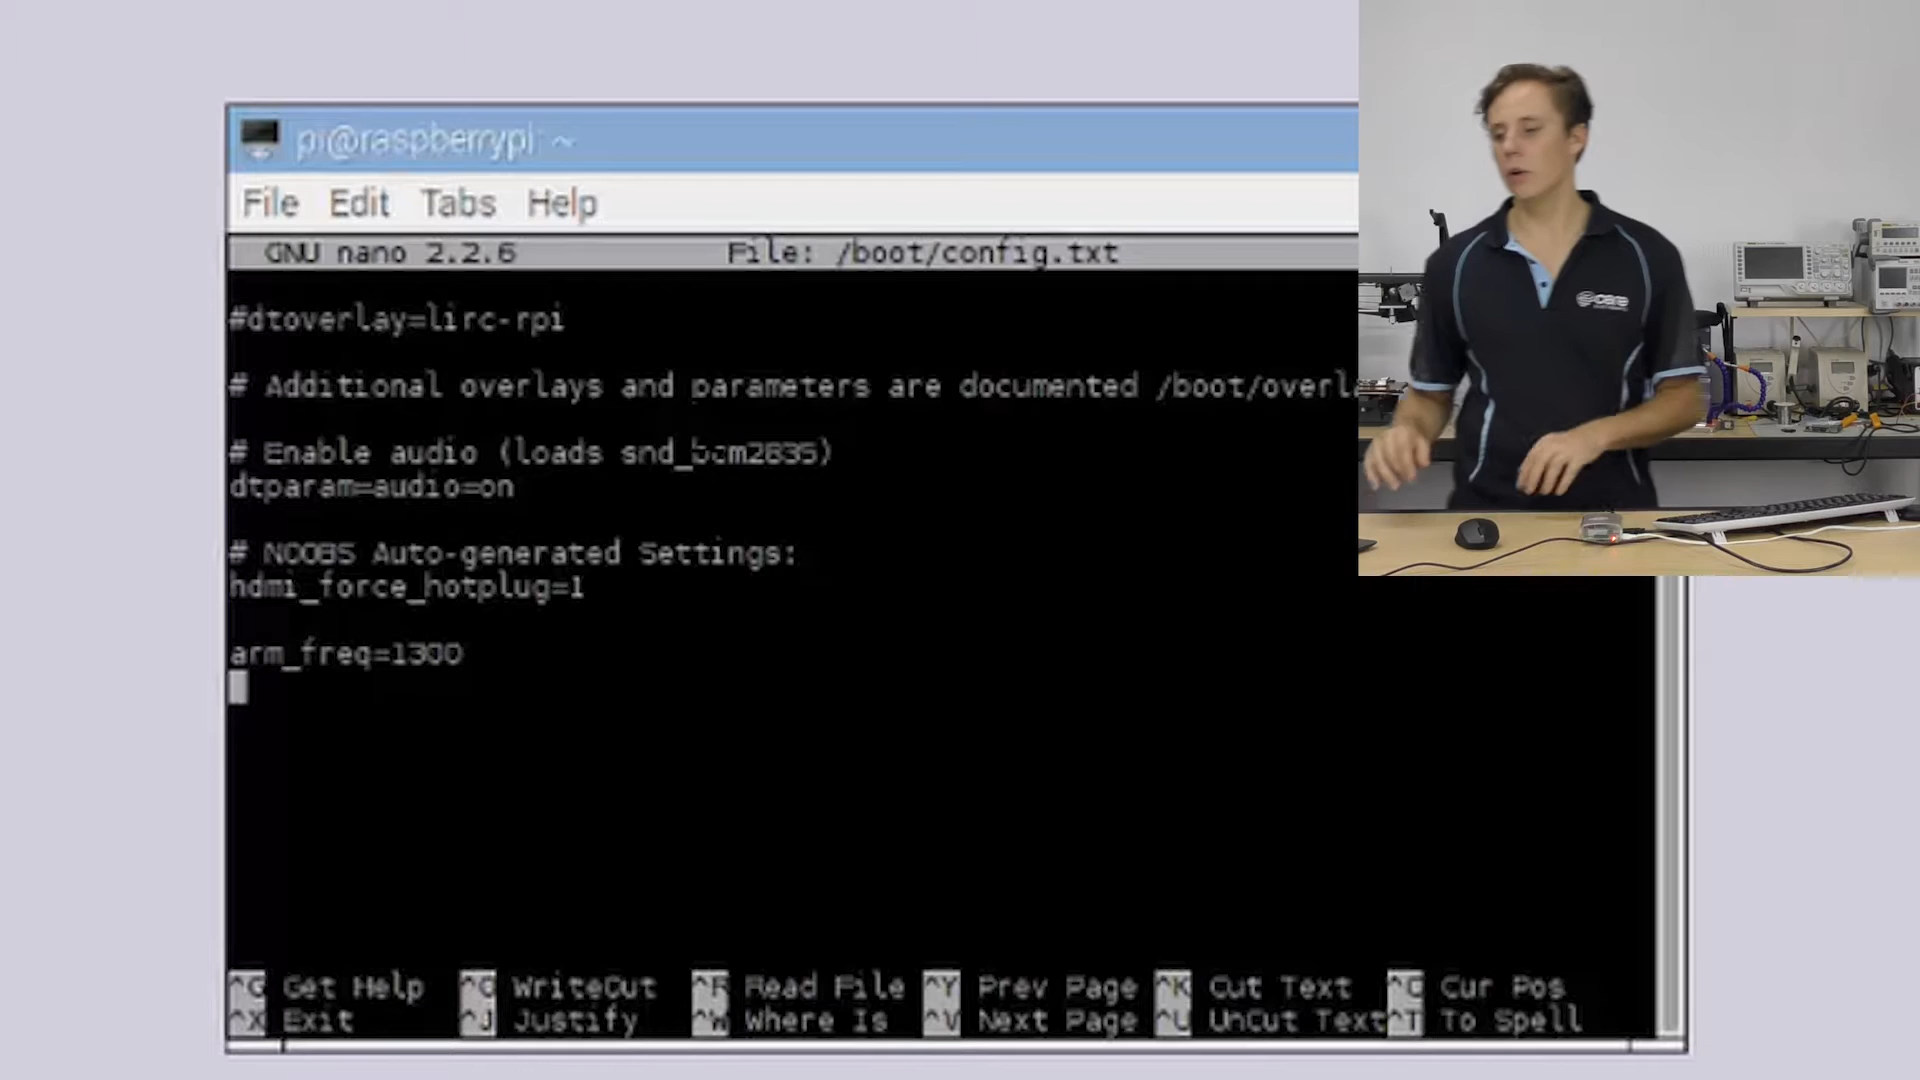 pi@raspberrypi: ~
File Edit Tabs Help
GNU nano 2.2.6 File: /boot/config.txt
#dtoverlay=lirc-rpi
# Additional overlays and parameters are documented /boot/overla
# Enable audio (loads snd_bcm2835)
dtparam=audio=on
# NOOBS Auto-generated Settings:
hdmi_force_hotplug=1
arm_freq=1300
^G Get Help ^O WriteOut ^R Read File ^Y Prev Page ^K Cut Text ^C Cur Pos
^X Exit ^J Justify ^W Where Is ^V Next Page ^U UnCut Text ^T To Spell
core